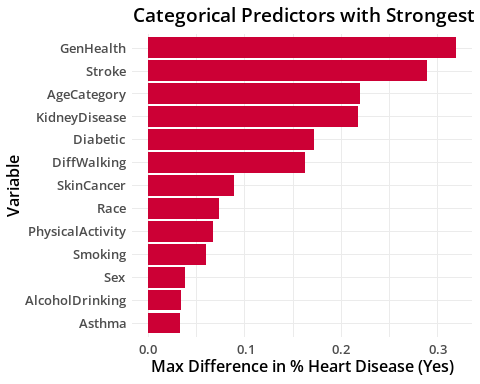 Categorical Predictors with Strongest
GenHealth
Stroke
AgeCategory
KidneyDisease
Diabetic
DiffWalking
SkinCancer
Race
PhysicalActivity
Smoking
Sex
AlcoholDrinking
Asthma
Variable
0.0 0.1 0.2 0.3
Max Difference in % Heart Disease (Yes)